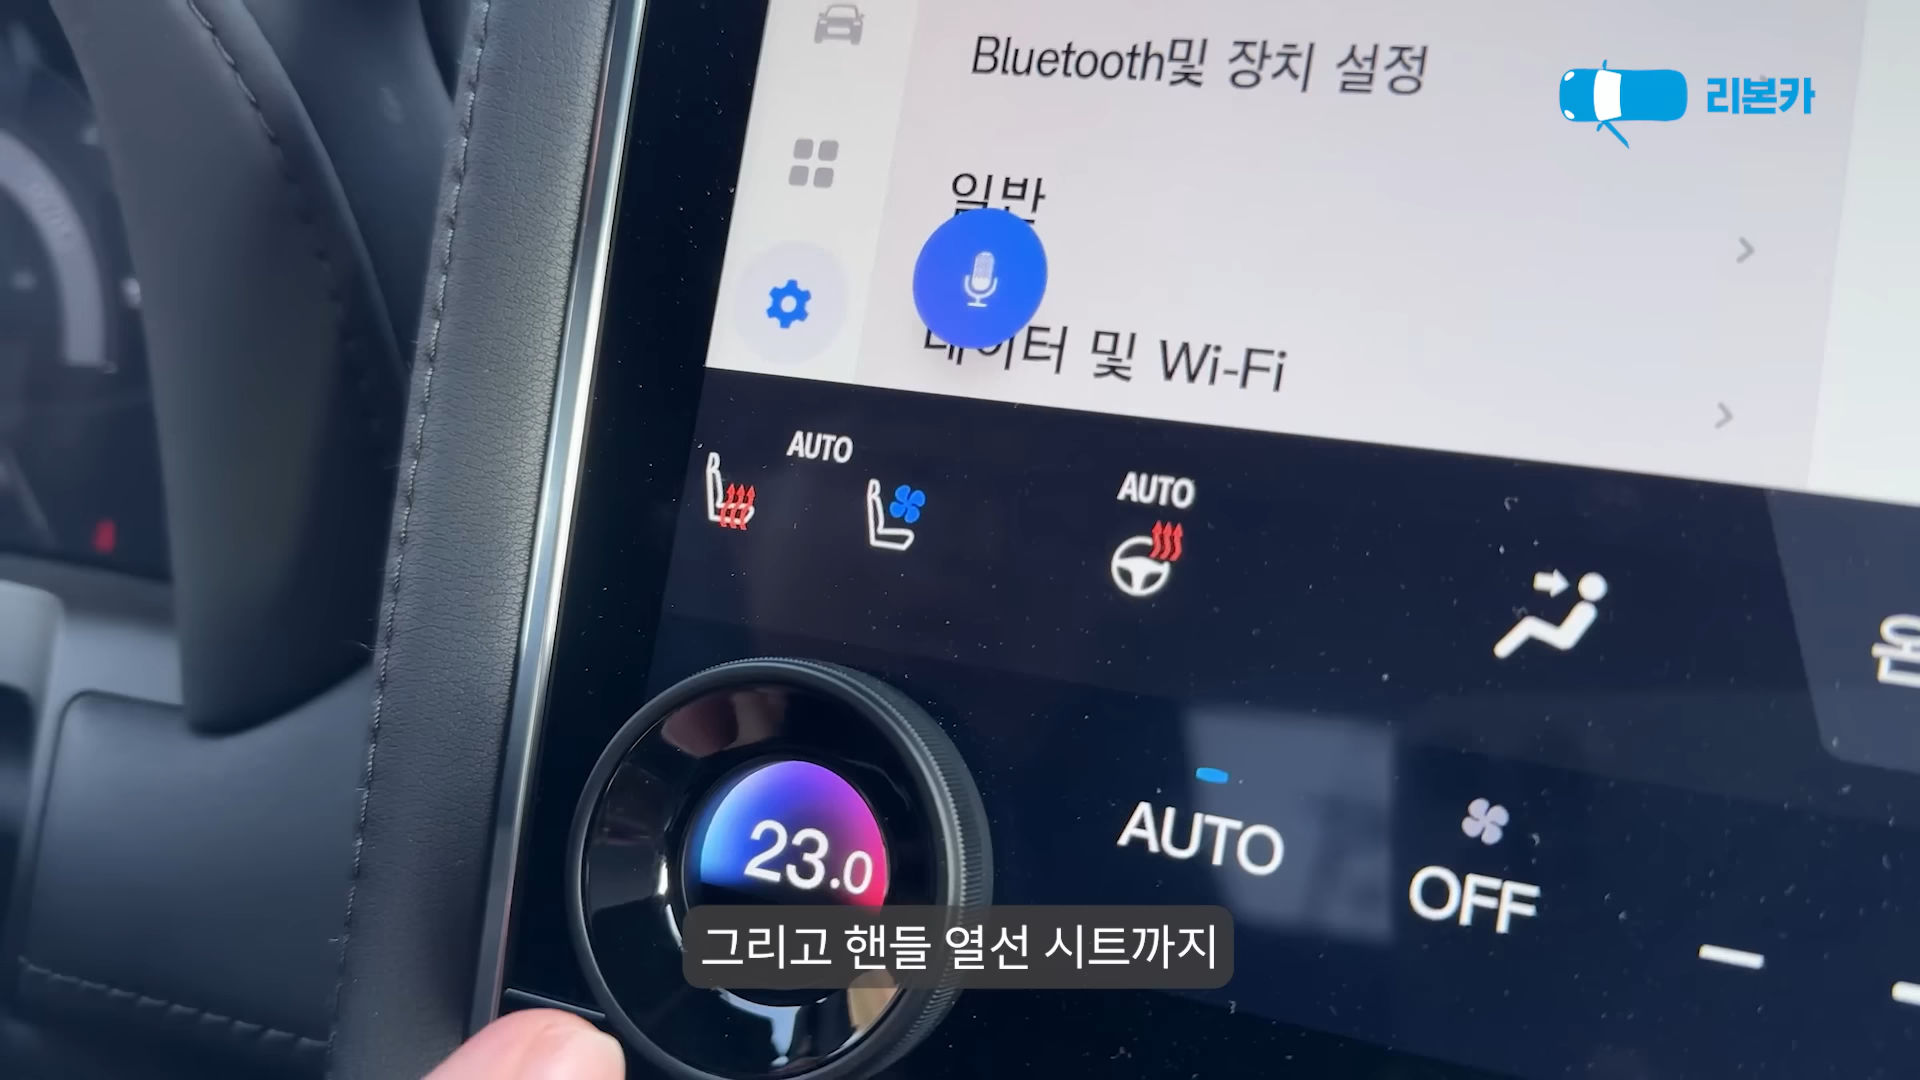 Bluetooth및 장치 설정
리본카
일반
데이터 및 Wi-Fi
AUTO
AUTO
23.0
AUTO
OFF
그리고 핸들 열선 시트까지